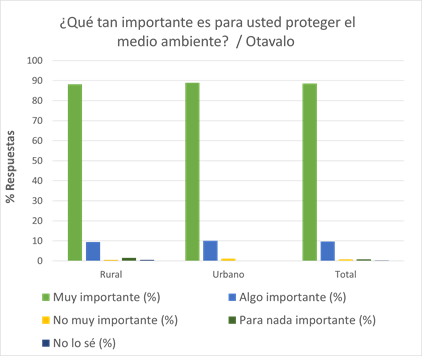 ¿Qué tan importante es para usted proteger el
medio ambiente?  / Otavalo
% Respuestas
100
90
80
70
60
50
40
30
20
10
0
Rural
Urbano
Total
Muy importante (%)
Algo importante (%)
No muy importante (%)
Para nada importante (%)
No lo sé (%)